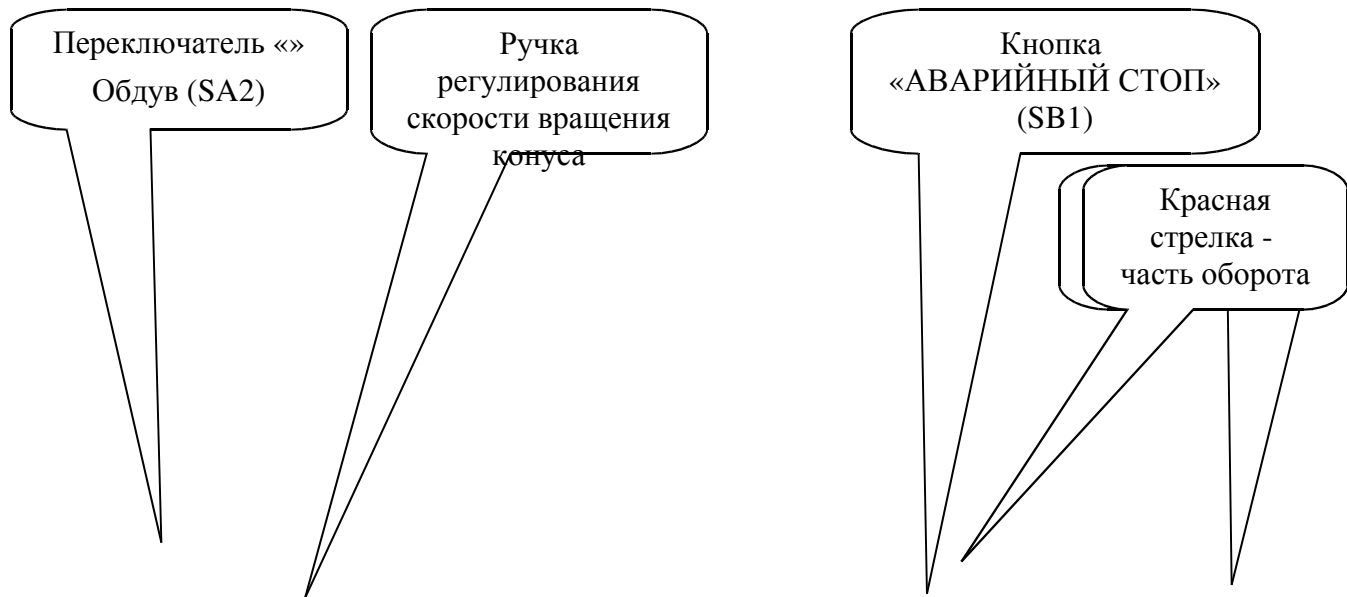 Переключатель «»
Обдув (SA2)
Ручка
регулирования
скорости вращения
конуса
Кнопка
«АВАРИЙНЫЙ СТОП»
(SB1)
Красная
стрелка -
часть оборота